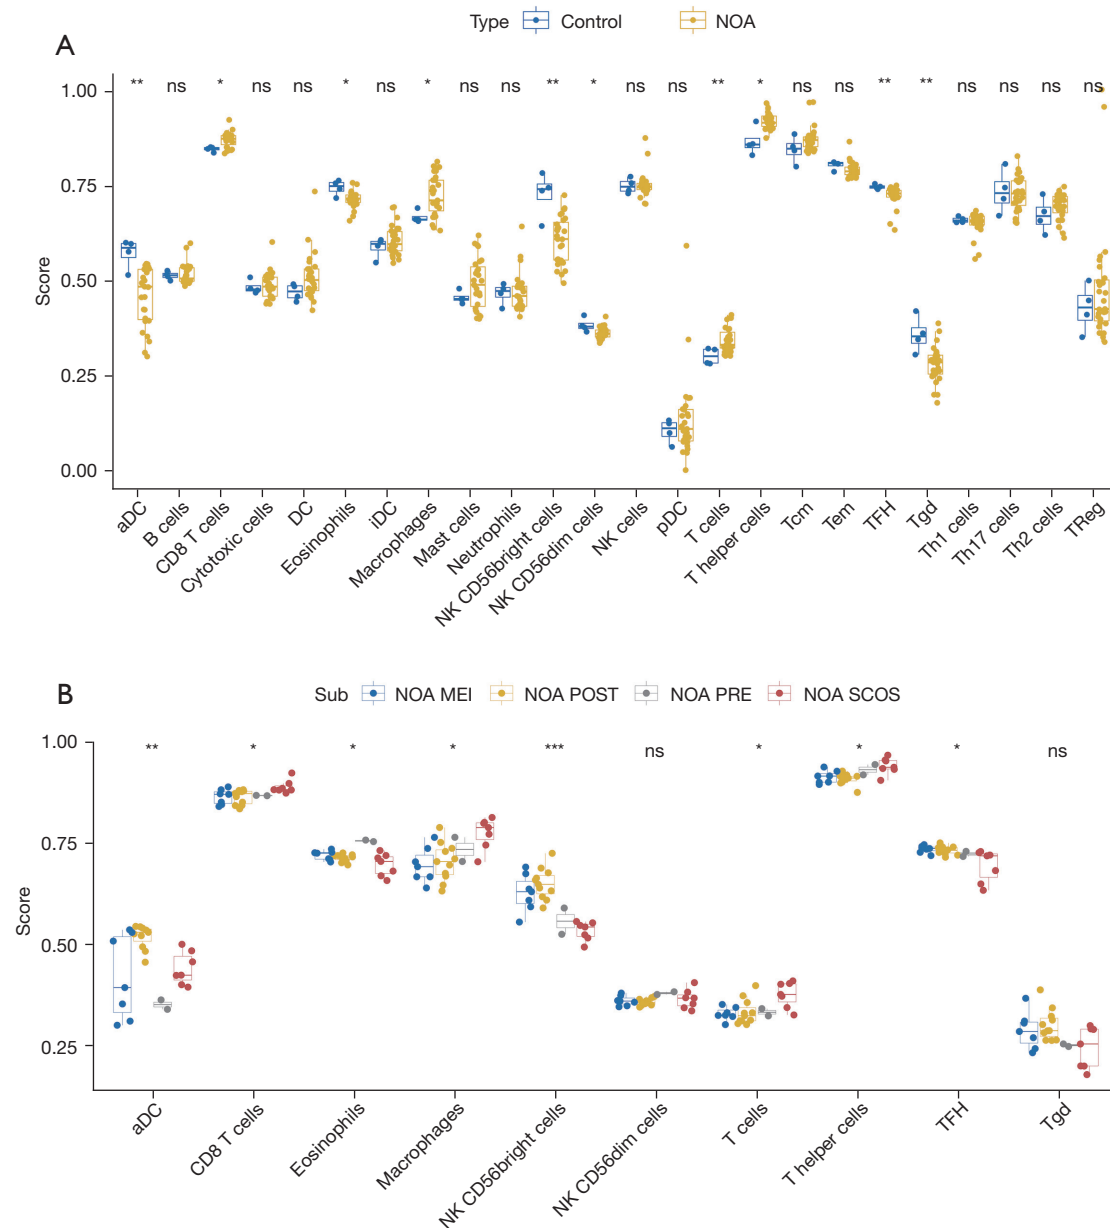 Type Control NOA
A
** ns * ns ns * ns * ns ns ** * ns ns ** * ns ns ** ** ns ns ns ns
1.00
0.75
0.50
0.25
0.00
Score
aDC
B cells
CD8 T cells
Cytotoxic cells
DC
Eosinophils
iDC
Macrophages
Mast cells
Neutrophils
NK CD56bright cells
NK CD56dim cells
NK cells
pDC
T cells
T helper cells
Tcm
Tem
TFH
Tgd
Th1 cells
Th17 cells
Th2 cells
TReg
B
Sub NOA MEI NOA POST NOA PRE NOA SCOS
** * * * *** ns * * * ns
1.00
0.75
0.50
0.25
Score
aDC
CD8 T cells
Eosinophils
Macrophages
NK CD56bright cells
NK CD56dim cells
T cells
T helper cells
TFH
Tgd